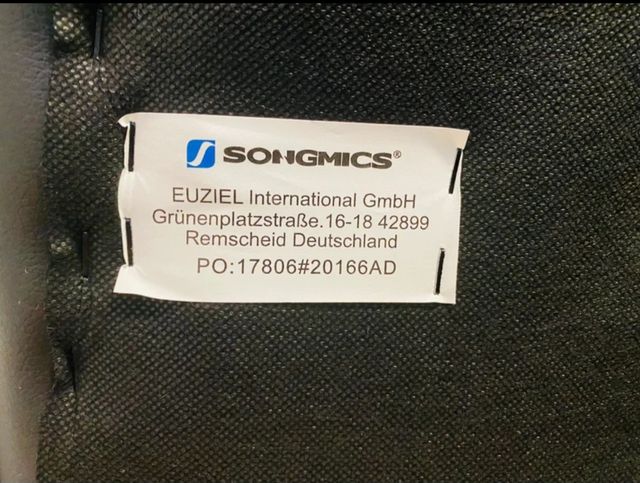 SONGMICS®
EUZIEL International GmbH
Grünenplatzstraße.16-18 42899
Remscheid Deutschland
PO:17806#20166AD